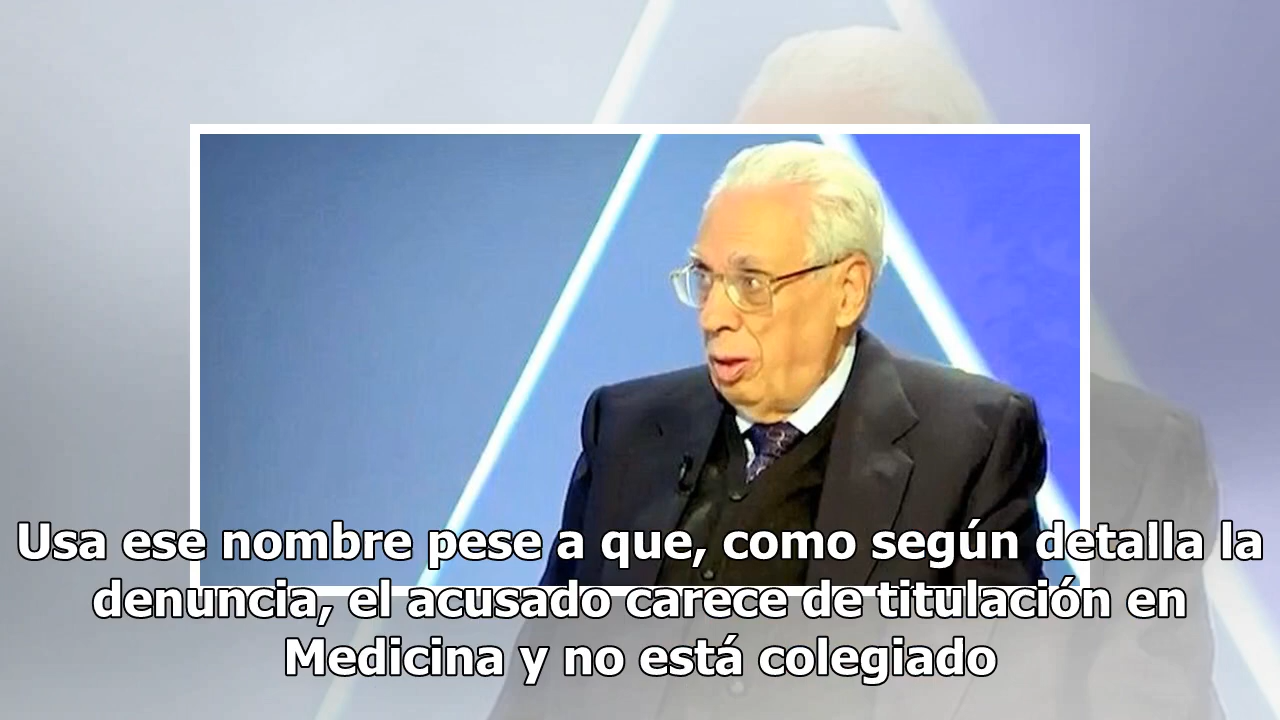 Usa ese nombre pese a que, como según detalla la
denuncia, el acusado carece de titulación en
Medicina y no está colegiado